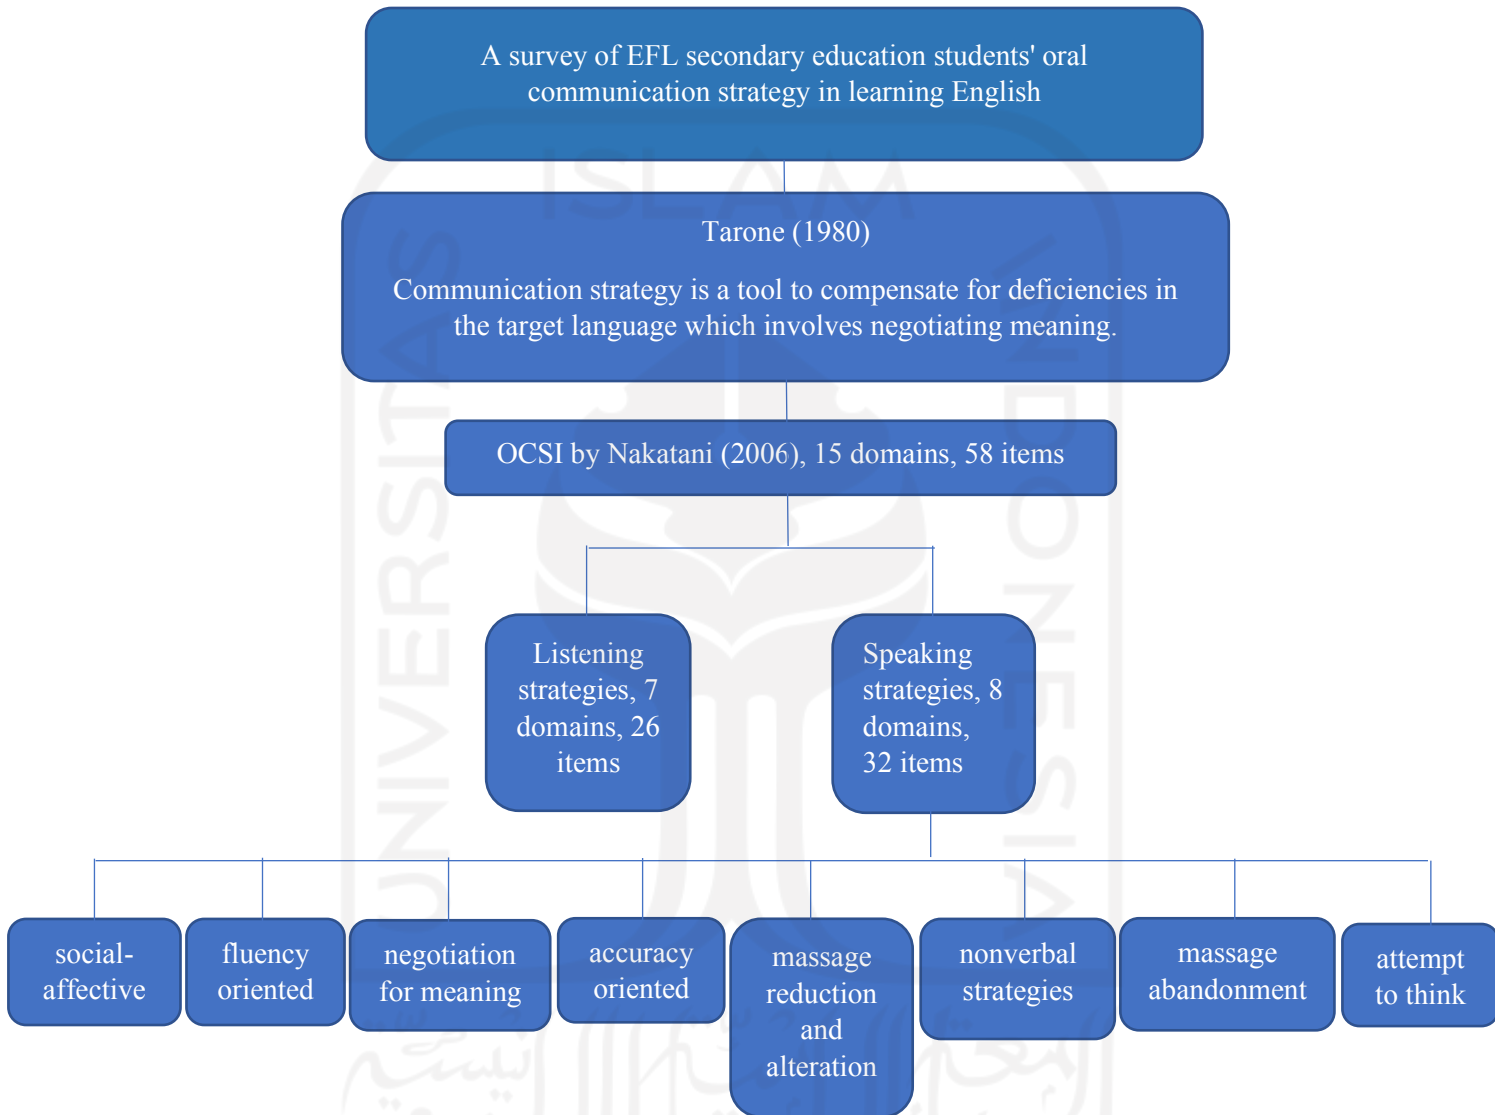 A survey of EFL secondary education students' oral
communication strategy in learning English
Tarone (1980)
Communication strategy is a tool to compensate for deficiencies in
the target language which involves negotiating meaning.
OCSI by Nakatani (2006), 15 domains, 58 items
Listening
strategies, 7
domains, 26
items
Speaking
strategies, 8
domains,
32 items
social-
affective
fluency
oriented
negotiation
for meaning
accuracy
oriented
massage
reduction
and
alteration
nonverbal
strategies
massage
abandonment
attempt
to think
UNIVERSITAS
ISLAM
INDONESIA